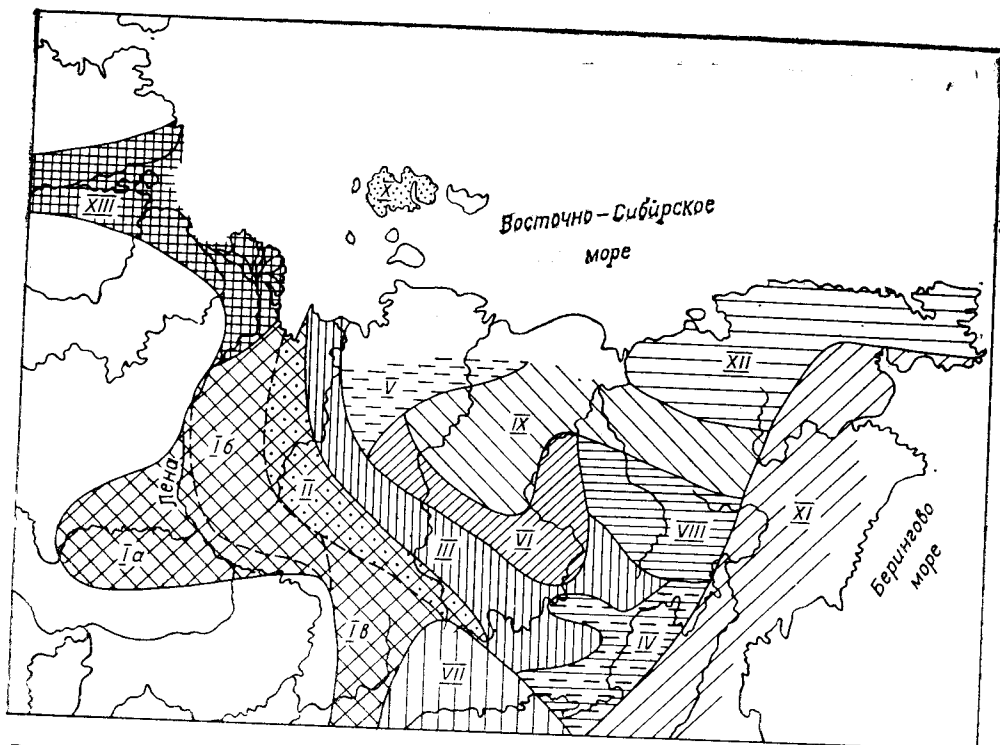 XIII
X
Восточно-Сибирское
море
XII
V
IX
Iб
Лена
II
XI
VIII
III
VI
Iа
Берингово
море
Iв
IV
VII